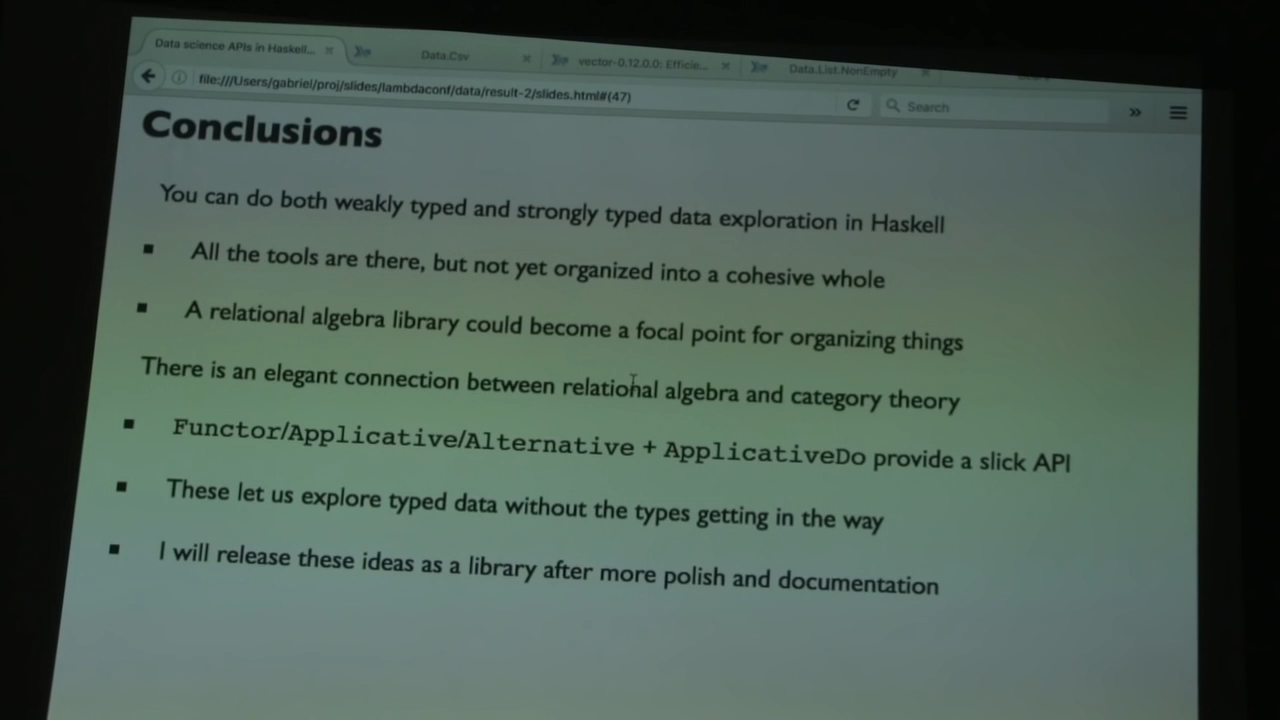 Data science APIs in Haskell...
Data.Csv
vector-0.12.0.0: Efficie...
Data.List.NonEmpty
file:///Users/gabriel/proj/slides/lambdaconf/data/result-2/slides.html#(47)
Search
Conclusions
You can do both weakly typed and strongly typed data exploration in Haskell
▪ All the tools are there, but not yet organized into a cohesive whole
▪ A relational algebra library could become a focal point for organizing things
There is an elegant connection between relational algebra and category theory
▪ Functor/Applicative/Alternative + ApplicativeDo provide a slick API
▪ These let us explore typed data without the types getting in the way
▪ I will release these ideas as a library after more polish and documentation